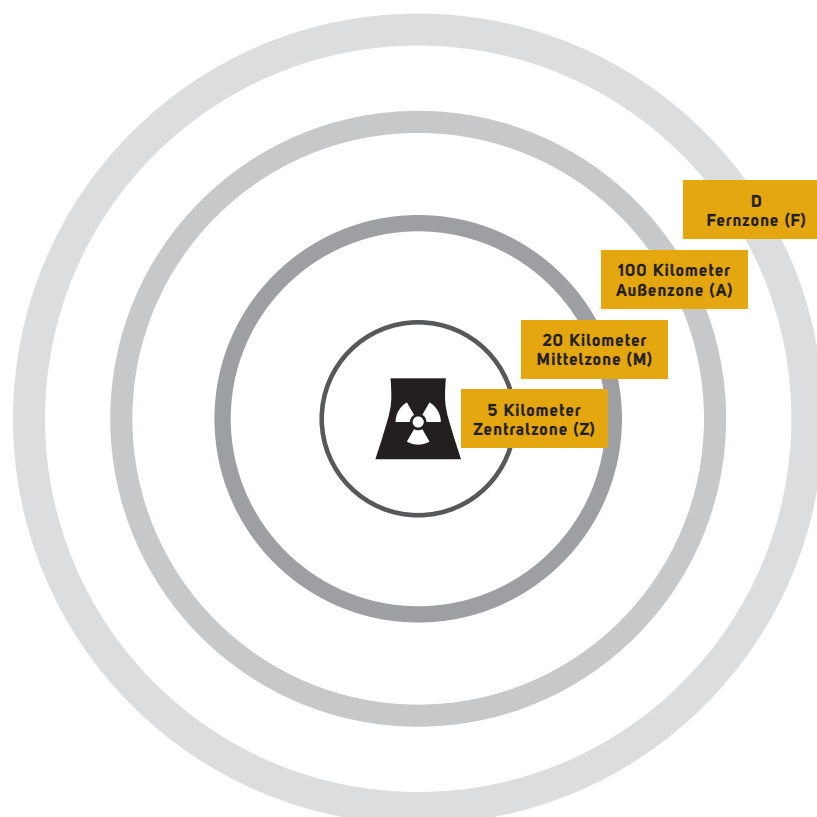 D
Fernzone (F)
100 Kilometer
Außenzone (A)
20 Kilometer
Mittelzone (M)
5 Kilometer
Zentralzone (Z)